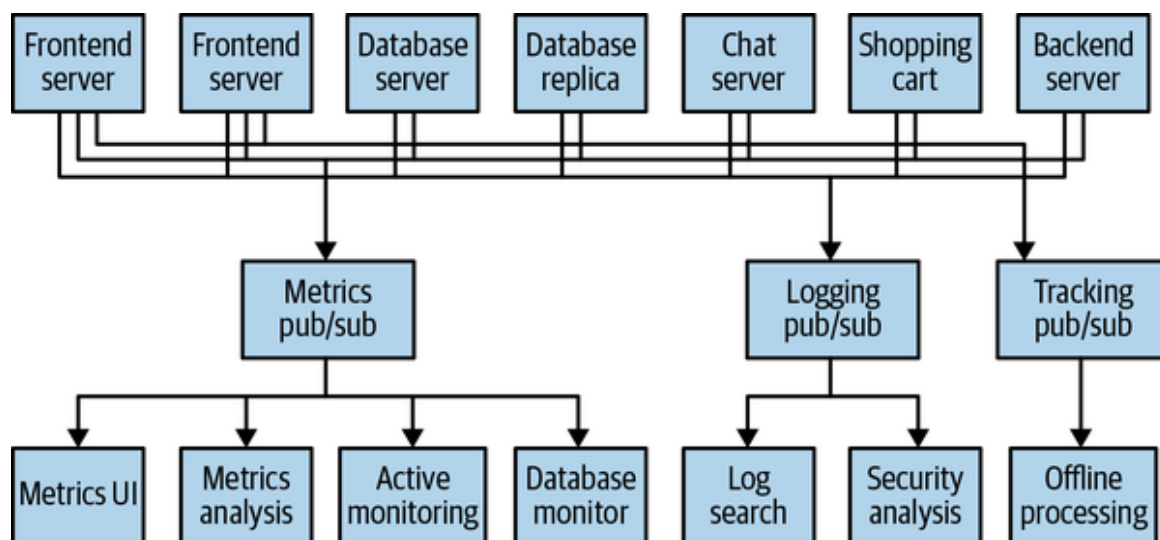 Frontend
server
Frontend
server
Database
server
Database
replica
Chat
server
Shopping
cart
Backend
server
Metrics
pub/sub
Logging
pub/sub
Tracking
pub/sub
Metrics UI
Metrics
analysis
Active
monitoring
Database
monitor
Log
search
Security
analysis
Offline
processing